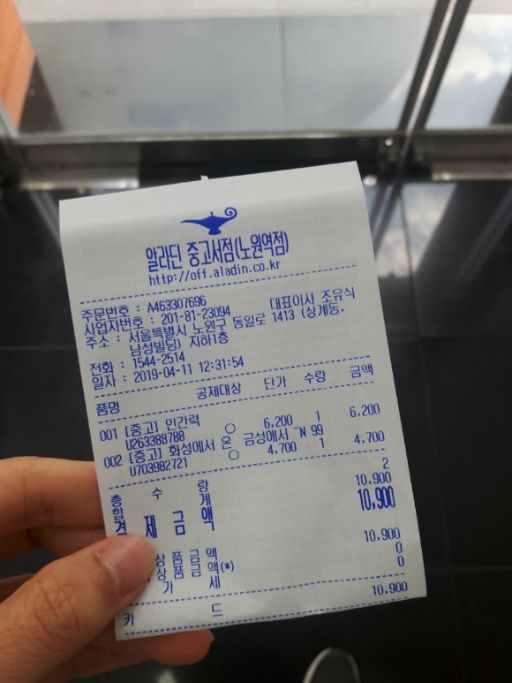 알라딘 중고서점(노원역점)
http://off.aladin.co.kr
주문번호 : A463307696
사업자번호 : 201-81-23094 대표이사 조유식
주소 : 서울특별시 노원구 동일로 1413 (상계동,
남성빌딩) 지하1층
전화 : 1544-2514
일자 : 2019-04-11 12:31:54
품명 공제대상 단가 수량 금액
001 [중고] 인간력
U263388788 ○ 6,200 1 6,200
002 [중고] 화성에서 온 금성에서 ~N 99
U703982721 ○ 4,700 1 4,700
총 수 량 2
합 계 10,900
결 제 금 액 10,900
상품금액 10,900
상품금액(*) 0
가 세 0
카 드 10,900